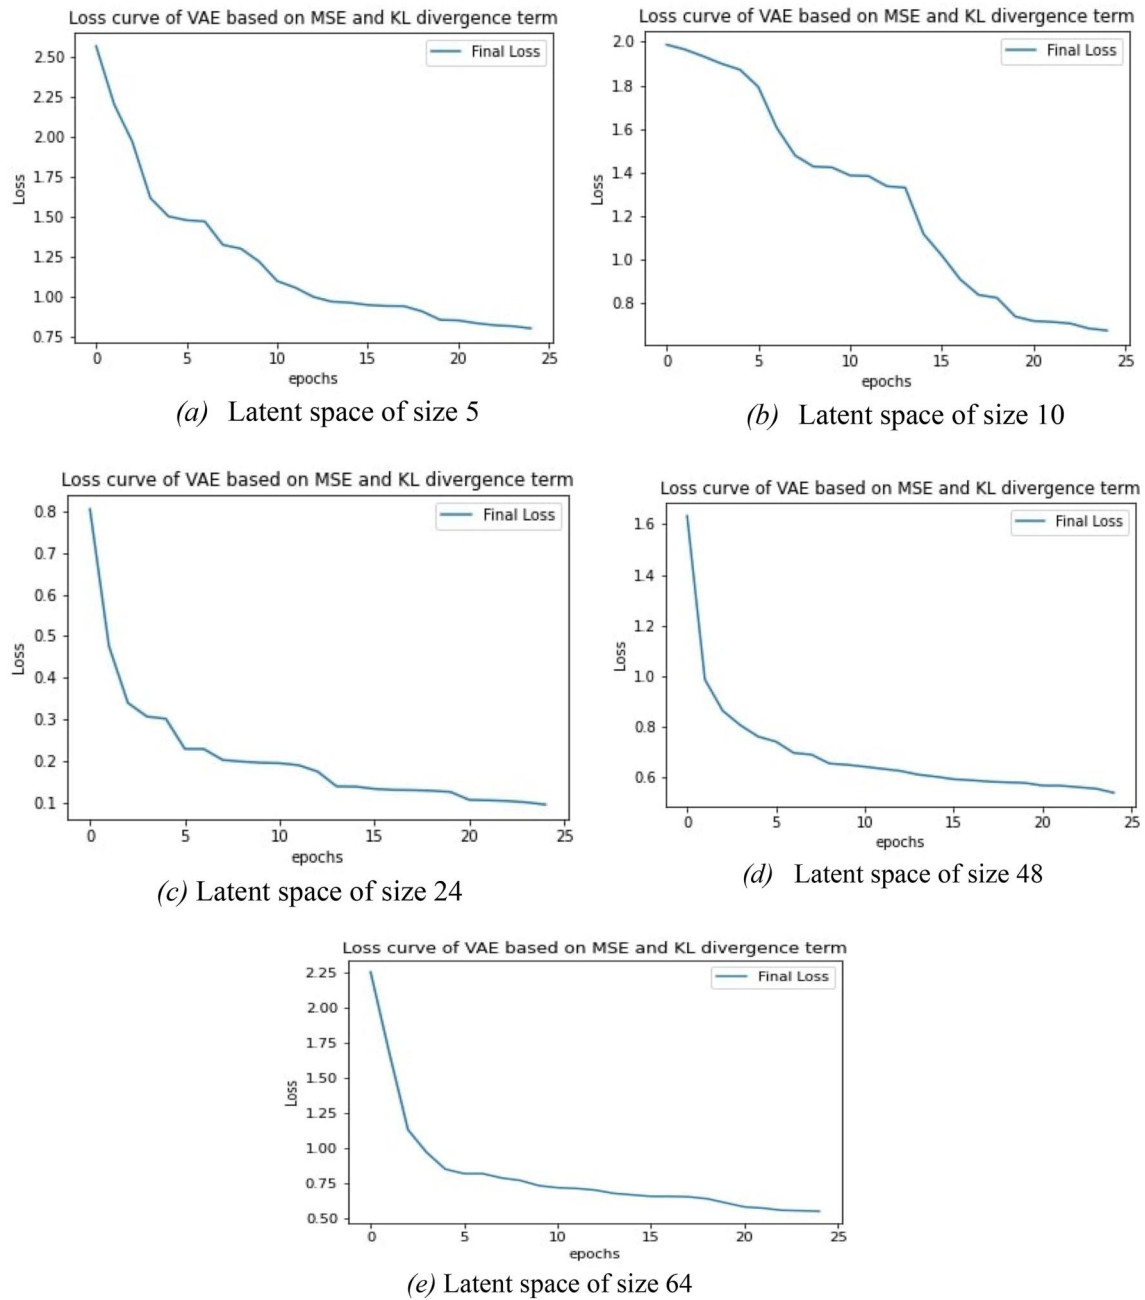 Loss curve of VAE based on MSE and KL divergence term
Final Loss
2.50
2.25
2.00
1.75
1.50
1.25
1.00
0.75
Loss
0 5 10 15 20 25
epochs
(a) Latent space of size 5
Loss curve of VAE based on MSE and KL divergence term
Final Loss
2.0
1.8
1.6
1.4
1.2
1.0
0.8
Loss
0 5 10 15 20 25
epochs
(b) Latent space of size 10
Loss curve of VAE based on MSE and KL divergence term
Final Loss
0.8
0.7
0.6
0.5
0.4
0.3
0.2
0.1
Loss
0 5 10 15 20 25
epochs
(c) Latent space of size 24
Loss curve of VAE based on MSE and KL divergence term
Final Loss
1.6
1.4
1.2
1.0
0.8
0.6
Loss
0 5 10 15 20 25
epochs
(d) Latent space of size 48
Loss curve of VAE based on MSE and KL divergence term
Final Loss
2.25
2.00
1.75
1.50
1.25
1.00
0.75
0.50
Loss
0 5 10 15 20 25
epochs
(e) Latent space of size 64